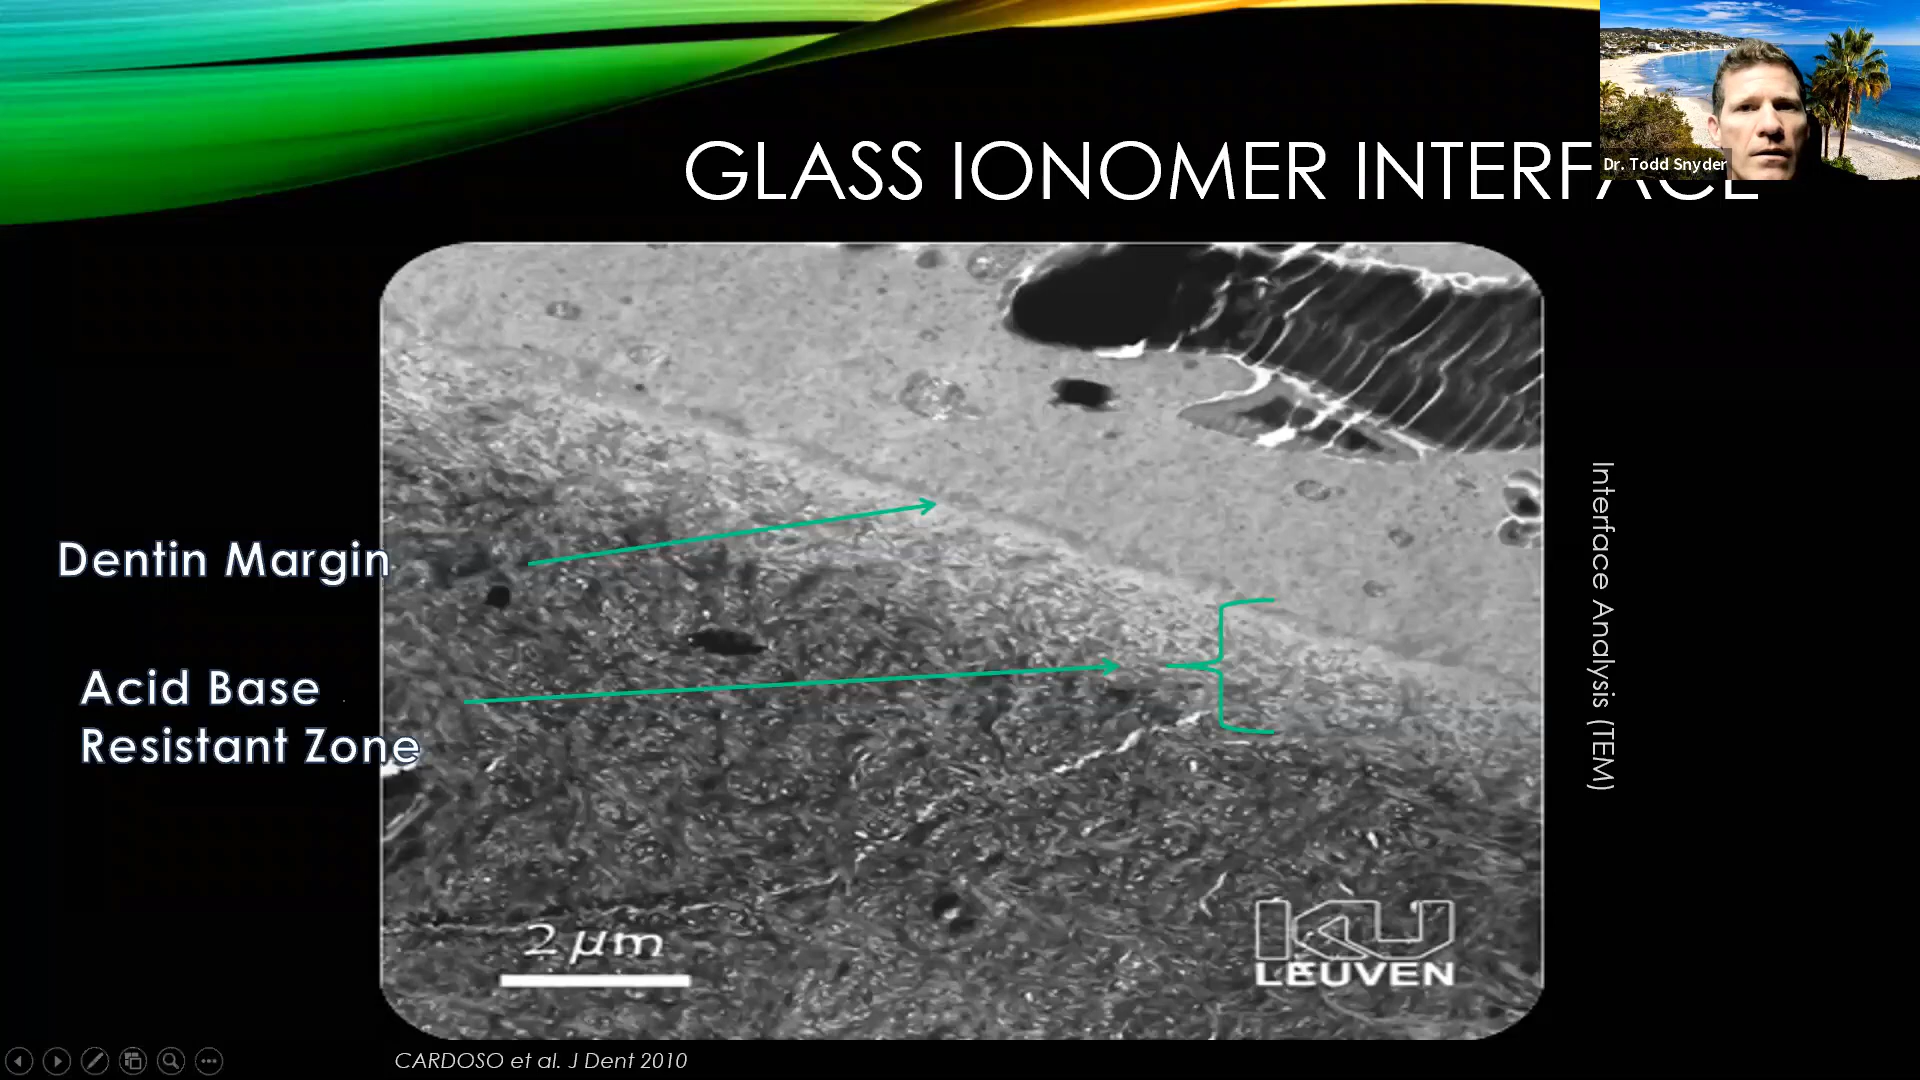 GLASS IONOMER INTERFACE
Dr. Todd Snyder
Dentin Margin
Acid Base
Resistant Zone
Interface Analysis (TEM)
2 µm
KU
LEUVEN
CARDOSO et al. J Dent 2010